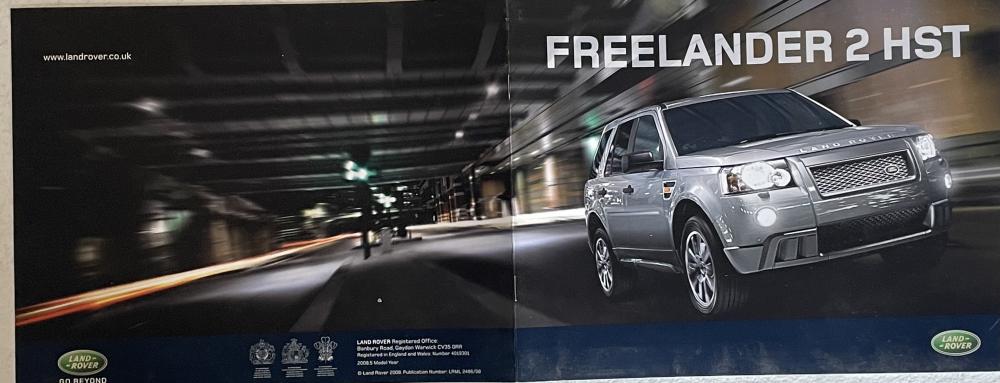 www.landrover.co.uk
LAND-
-ROVER
GO BEYOND
LAND ROVER Registered Office:
Banbury Road, Gaydon Warwick CV35 0RR
Registered in England and Wales Number 4019301
2008.5 Model Year
© Land Rover 2008. Publication Number: LRML 2486/08
FREELANDER 2 HST
LAND ROVER
LAND-
-ROVER